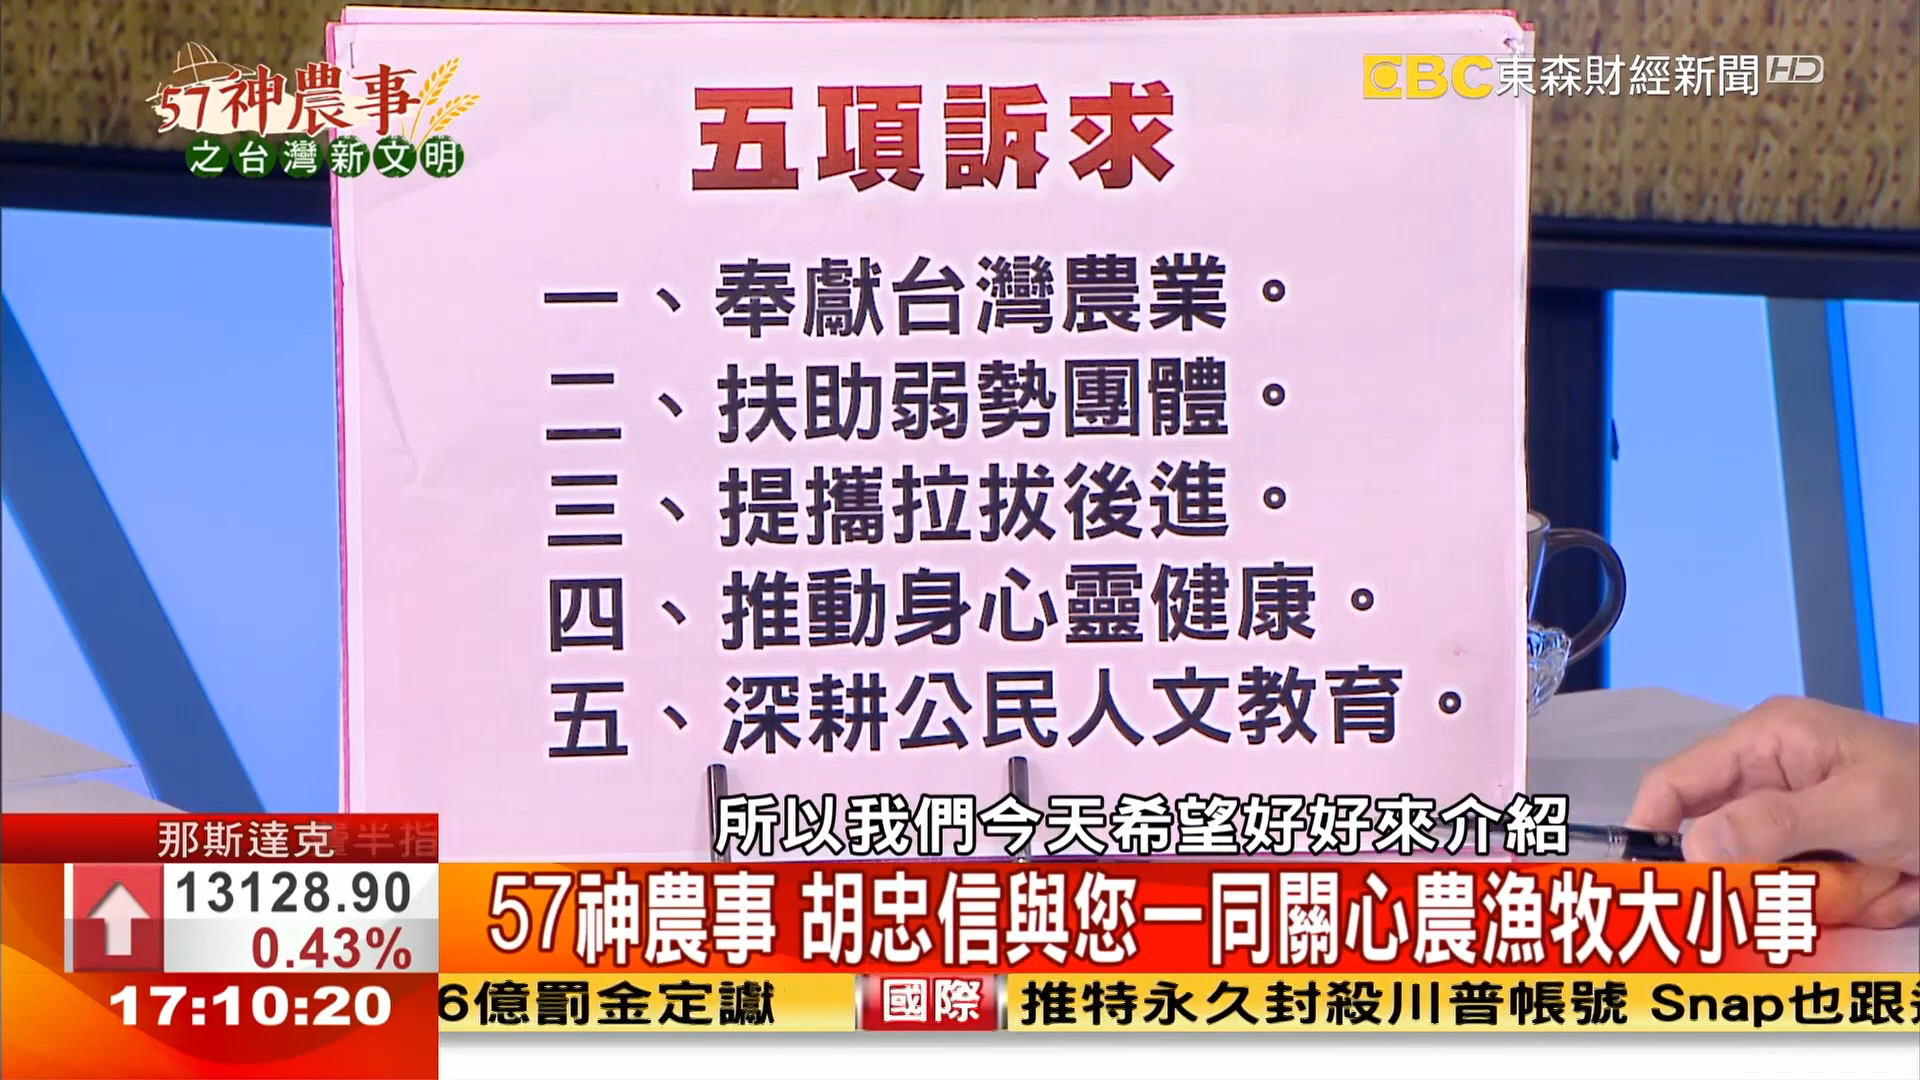 57神農事
之台灣新文明
EBC東森財經新聞HD
五項訴求
一、奉獻台灣農業。
二、扶助弱勢團體。
三、提攜拉拔後進。
四、推動身心靈健康。
五、深耕公民人文教育。
所以我們今天希望好好來介紹
那斯達克
13128.90
0.43%
57神農事 胡忠信與您一同關心農漁牧大小事
17:10:20
6億罰金定讞
國際
推特永久封殺川普帳號 Snap也跟